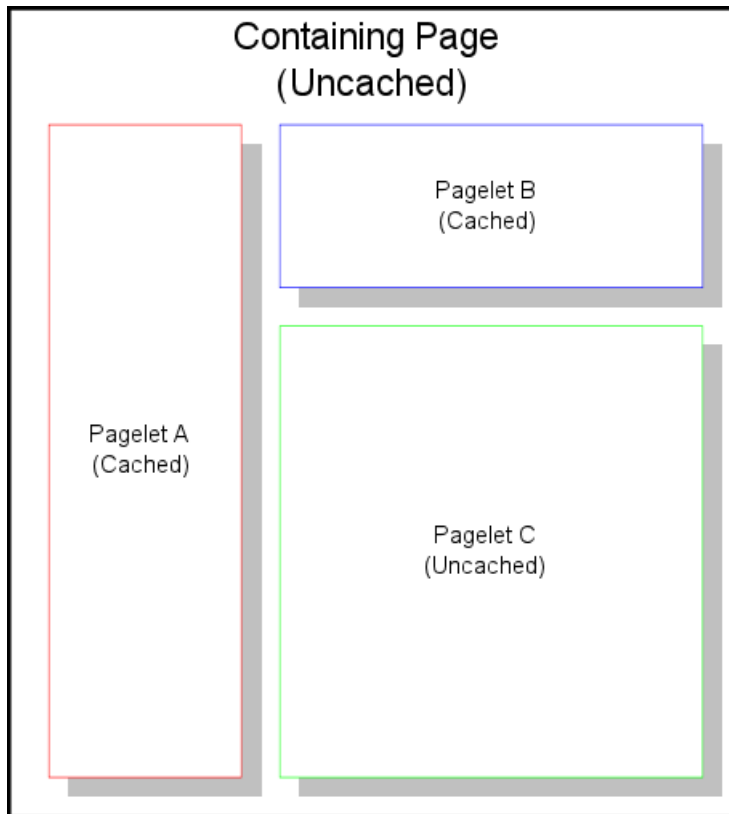 Containing Page
(Uncached)
Pagelet B
(Cached)
Pagelet A
(Cached)
Pagelet C
(Uncached)